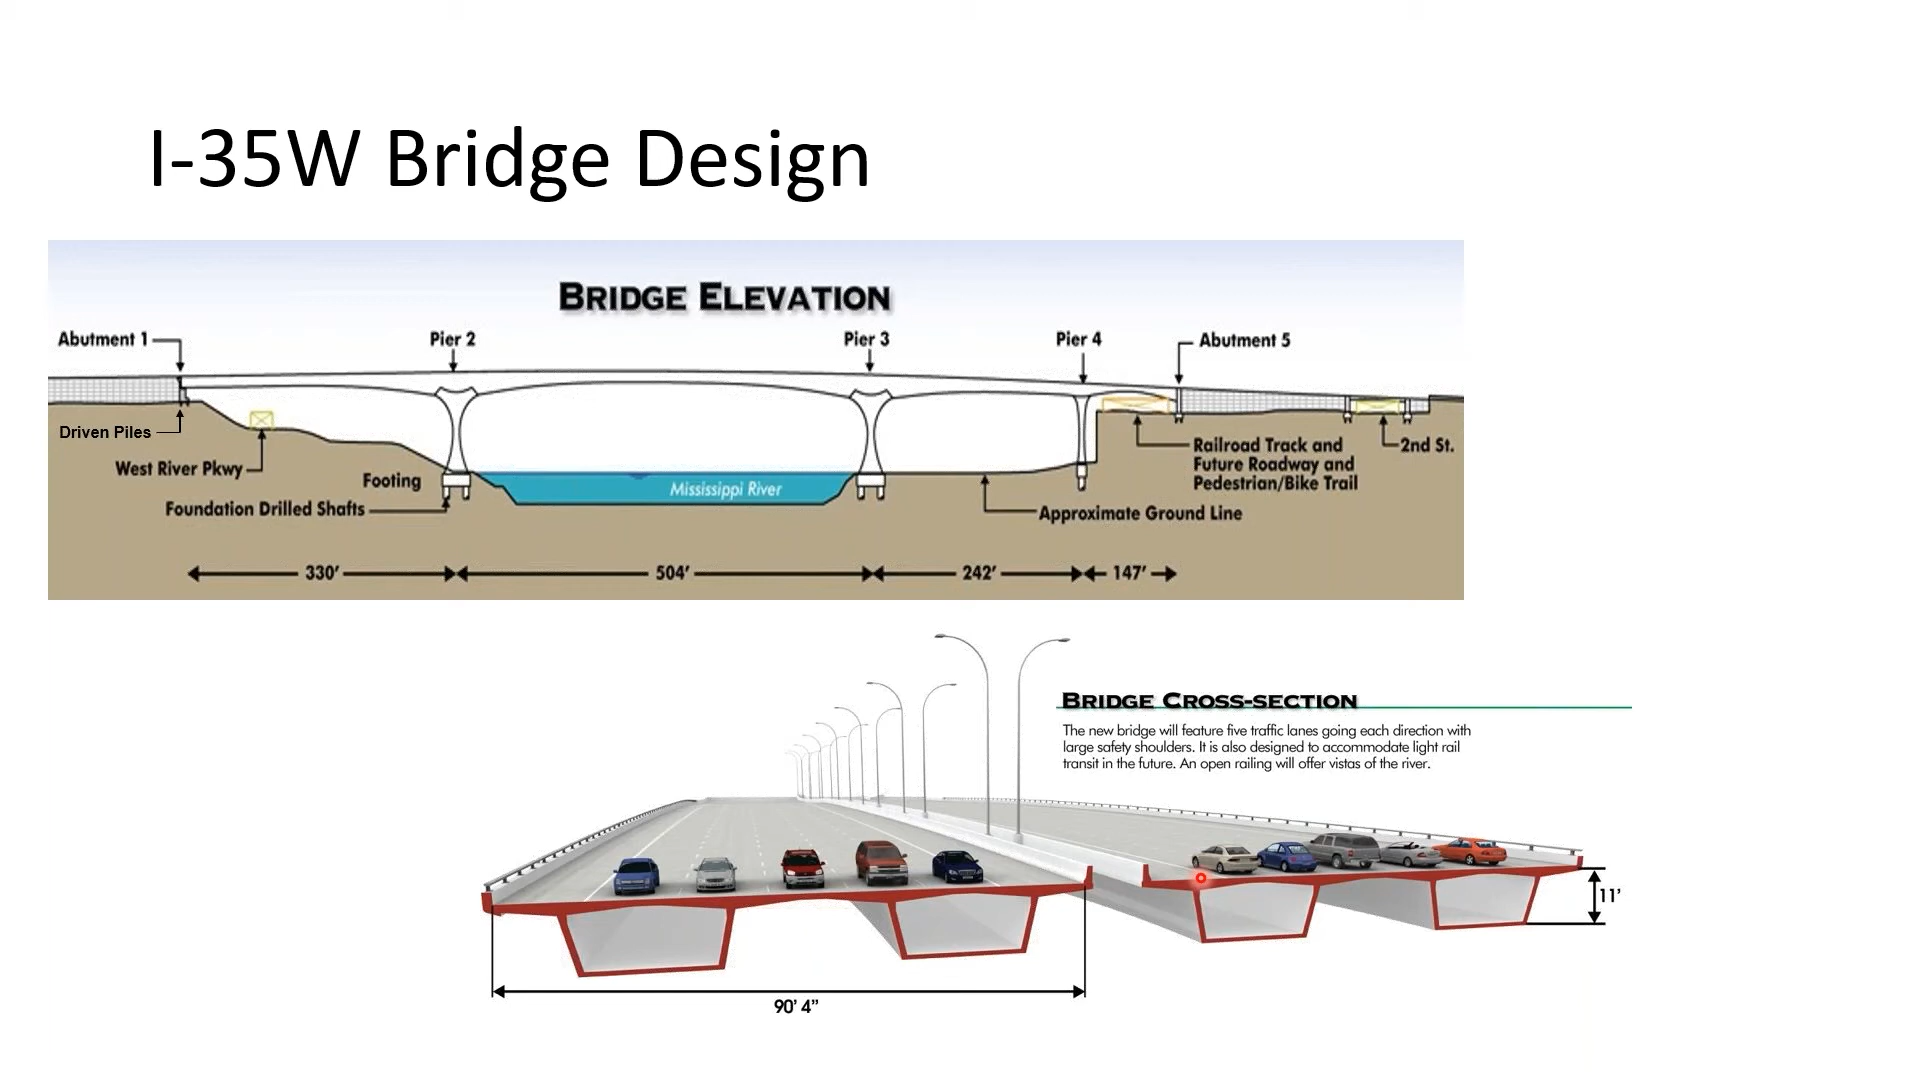 I-35W Bridge Design
BRIDGE ELEVATION
Abutment 1
Pier 2
Pier 3
Pier 4
Abutment 5
Driven Piles
West River Pkwy
Footing
Foundation Drilled Shafts
Mississippi River
Approximate Ground Line
Railroad Track and
Future Roadway and
Pedestrian/Bike Trail
2nd St.
330'
504'
242'
147'
BRIDGE CROSS-SECTION
The new bridge will feature five traffic lanes going each direction with
large safety shoulders. It is also designed to accommodate light rail
transit in the future. An open railing will offer vistas of the river.
11'
90' 4"